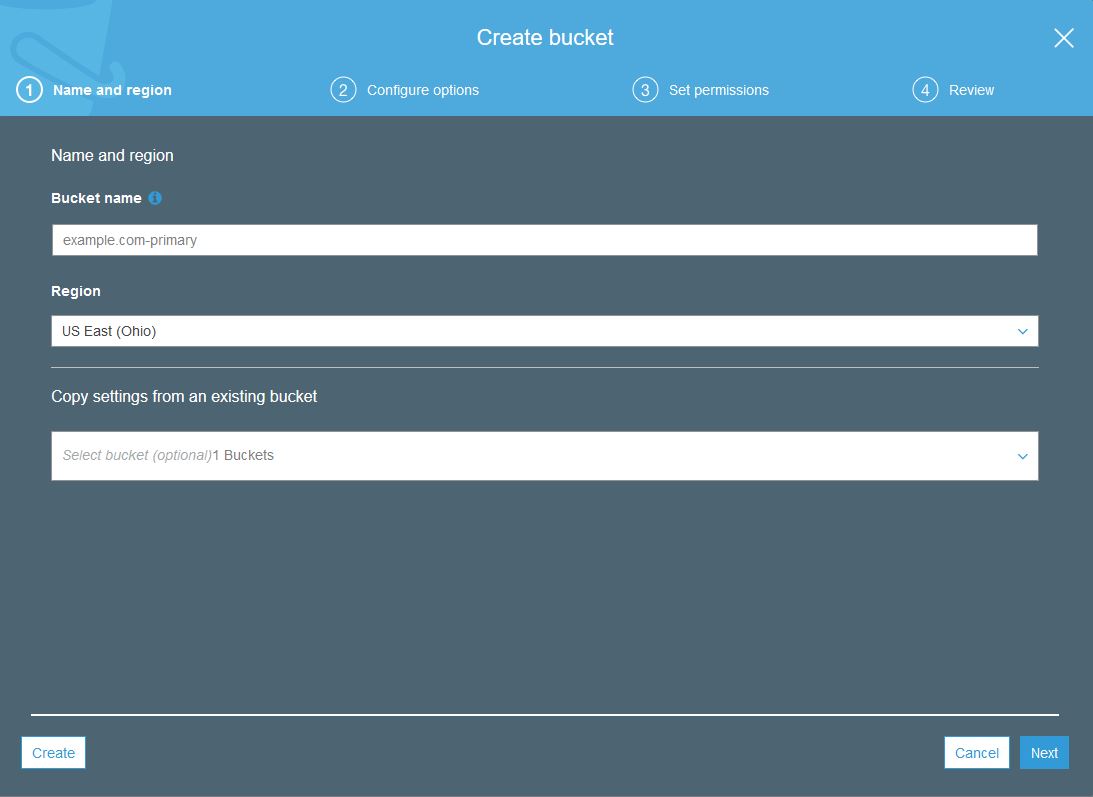 Create bucket
1 Name and region
2 Configure options
3 Set permissions
4 Review
Name and region
Bucket name
example.com-primary
Region
US East (Ohio)
Copy settings from an existing bucket
Select bucket (optional)1 Buckets
Create
Cancel
Next